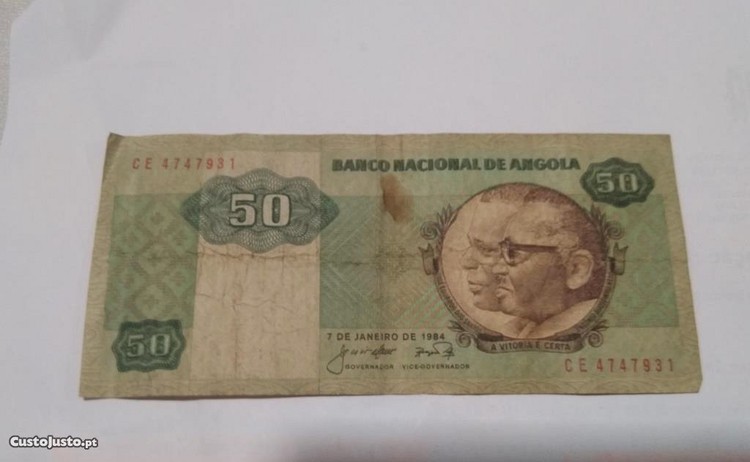 BANCO NACIONAL DE ANGOLA
CE 4747931
50
50
50
7 DE JANEIRO DE 1984
GOVERNADOR VICE-GOVERNADOR
A VITORIA É CERTA
CE 4747931
CustoJusto.pt